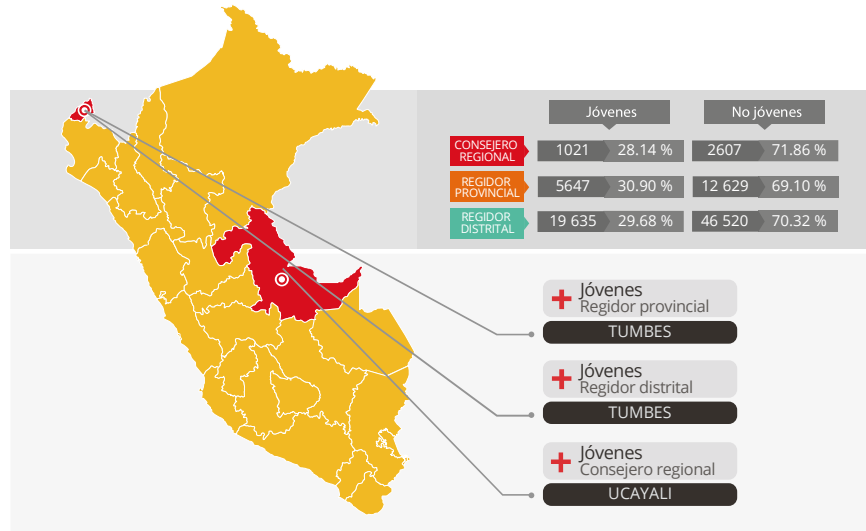 Jóvenes No jóvenes
CONSEJERO
REGIONAL
1021 28.14 % 2607 71.86 %
REGIDOR
PROVINCIAL
5647 30.90 % 12 629 69.10 %
REGIDOR
DISTRITAL
19 635 29.68 % 46 520 70.32 %
+ Jóvenes
Regidor provincial
TUMBES
+ Jóvenes
Regidor distrital
TUMBES
+ Jóvenes
Consejero regional
UCAYALI